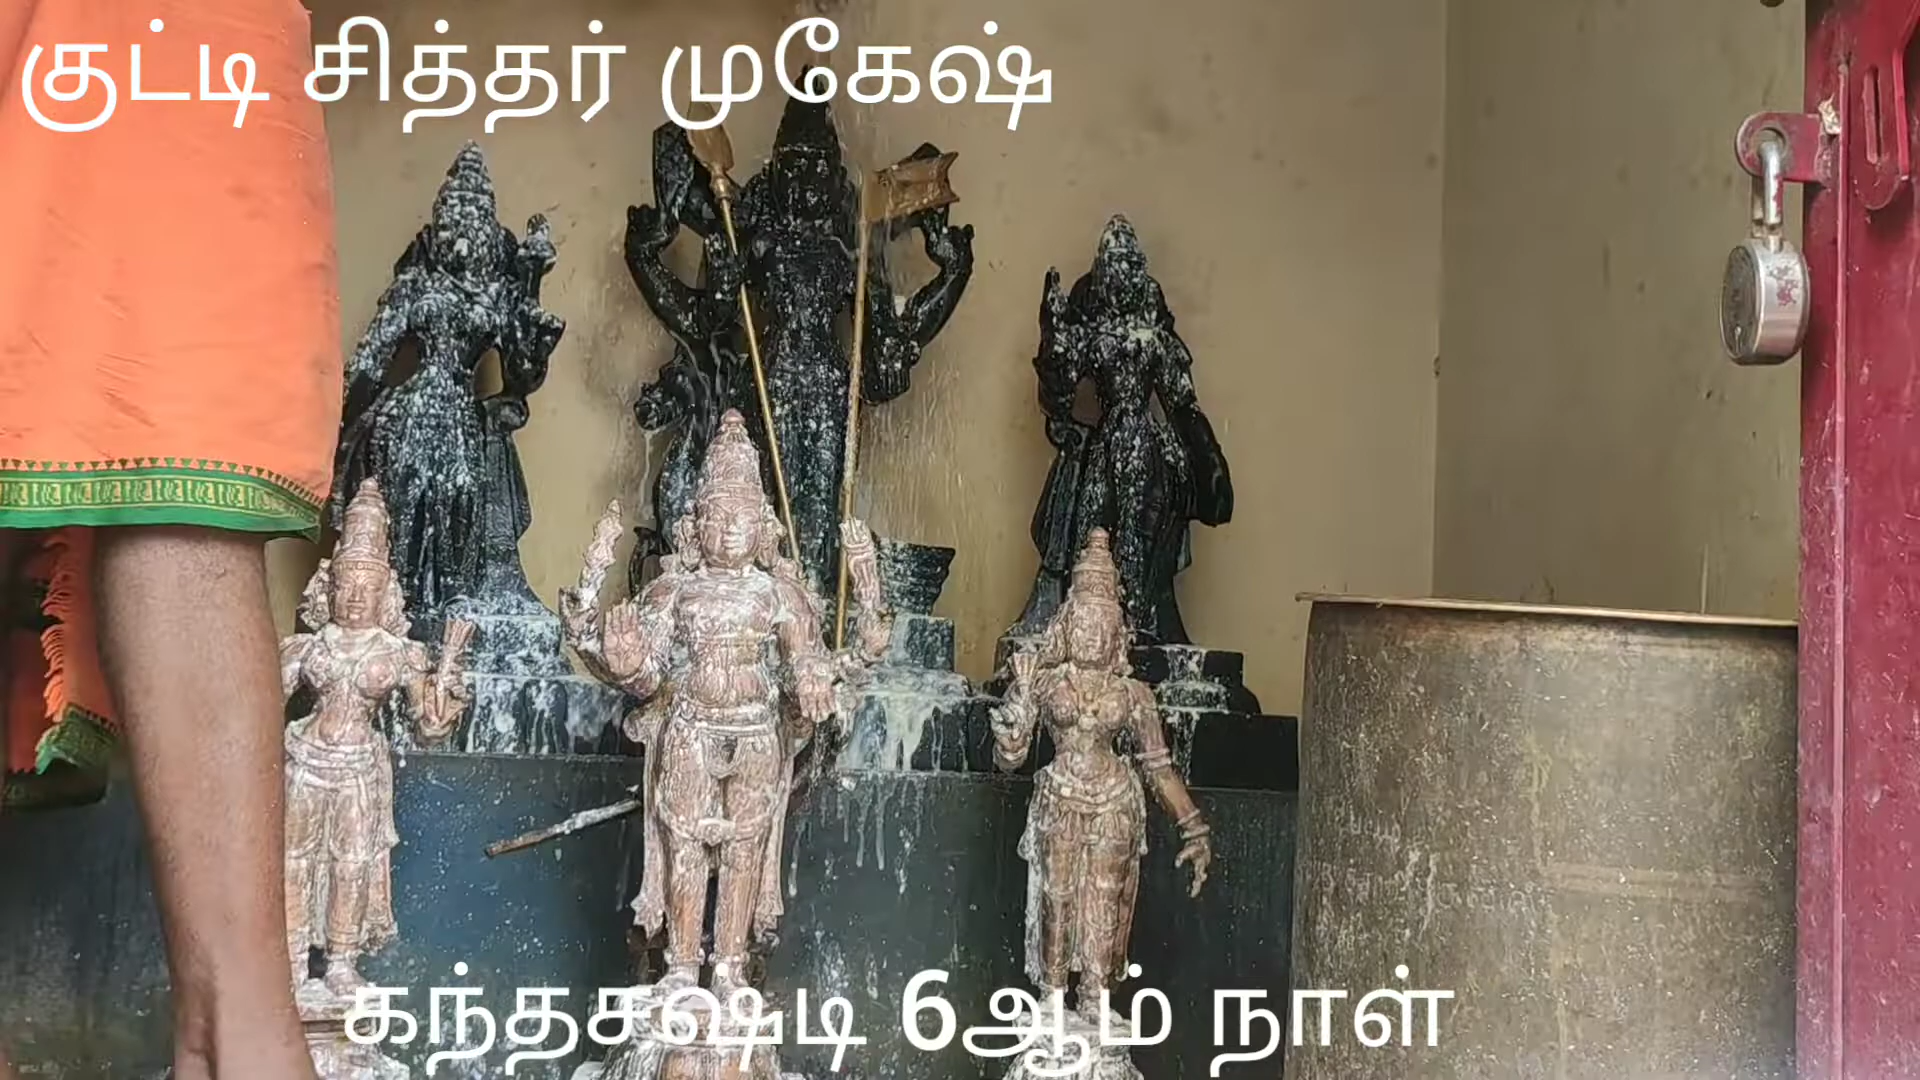 குட்டி சித்தர் முகேஷ்
கந்தசஷ்டி 6ஆம் நாள்